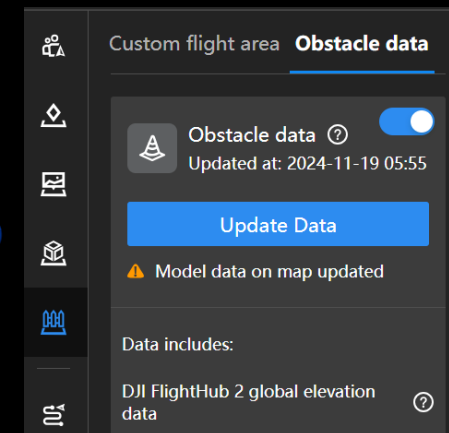 Custom flight area Obstacle data
Obstacle data
Updated at: 2024-11-19 05:55
Update Data
Model data on map updated
Data includes:
DJI FlightHub 2 global elevation
data